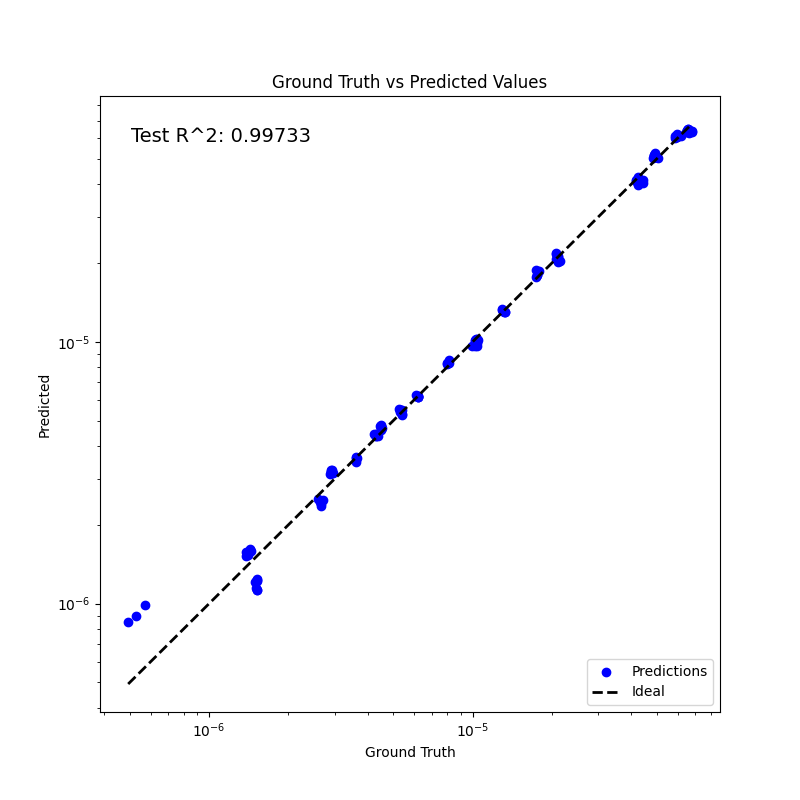 Ground Truth vs Predicted Values
Test R^2: 0.99733
Predicted
10⁻⁵
10⁻⁶
10⁻⁶
10⁻⁵
Ground Truth
Predictions
Ideal